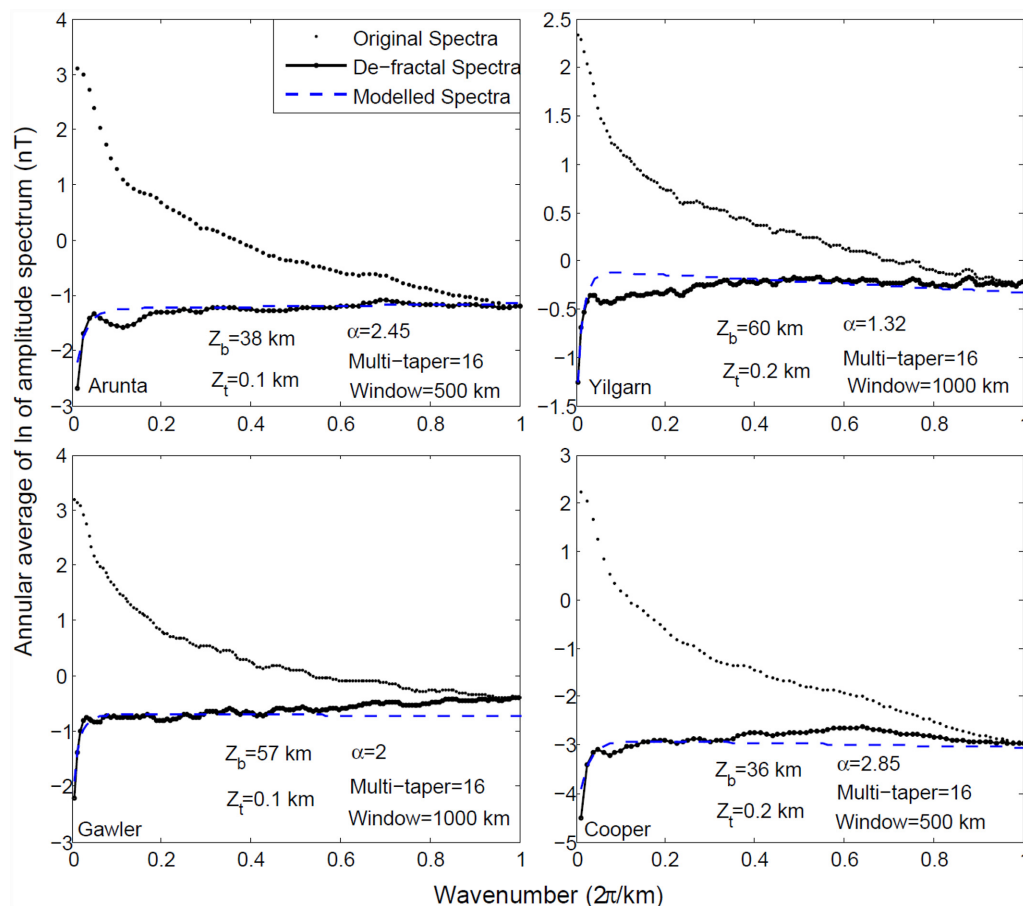 Annular average of ln of amplitude spectrum (nT)
4
3
2
1
0
−1
−2
−3
Original Spectra
De−fractal Spectra
Modelled Spectra
Z_b=38 km α=2.45
Multi−taper=16
Z_t=0.1 km
Window=500 km
Arunta
0 0.2 0.4 0.6 0.8 1
2.5
2
1.5
1
0.5
0
−0.5
−1
−1.5
Z_b=60 km α=1.32
Multi−taper=16
Z_t=0.2 km
Window=1000 km
Yilgarn
0 0.2 0.4 0.6 0.8 1
4
3
2
1
0
−1
−2
−3
Z_b=57 km α=2
Multi−taper=16
Z_t=0.1 km
Window=1000 km
Gawler
0 0.2 0.4 0.6 0.8 1
3
2
1
0
−1
−2
−3
−4
−5
Z_b=36 km α=2.85
Multi−taper=16
Z_t=0.2 km
Window=500 km
Cooper
0 0.2 0.4 0.6 0.8 1
Wavenumber (2π/km)